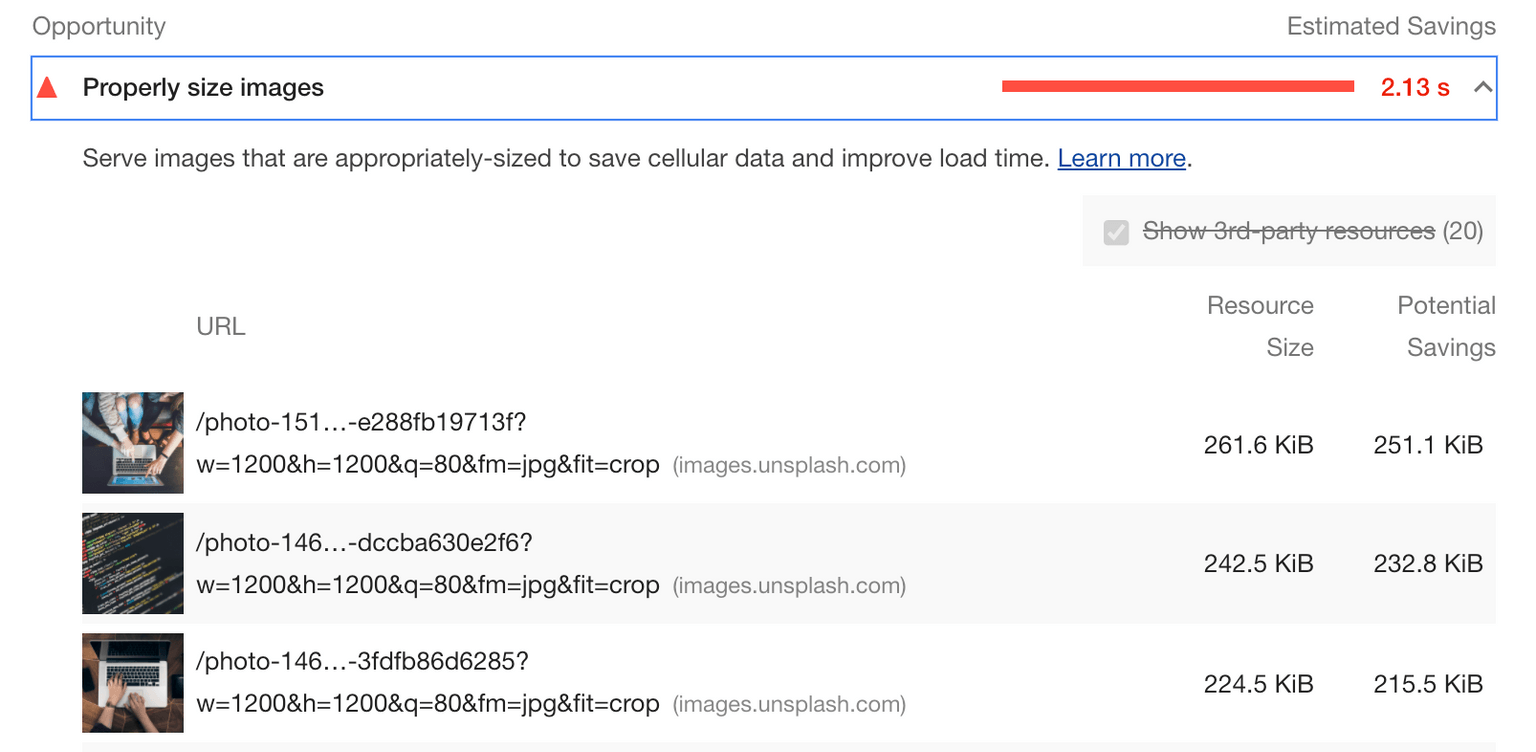 Opportunity Estimated Savings
Properly size images 2.13 s
Serve images that are appropriately-sized to save cellular data and improve load time. Learn more.
Show 3rd-party resources (20)
URL Resource Size Potential Savings
/photo-151…-e288fb19713f?
w=1200&h=1200&q=80&fm=jpg&fit=crop (images.unsplash.com) 261.6 KiB 251.1 KiB
/photo-146…-dccba630e2f6?
w=1200&h=1200&q=80&fm=jpg&fit=crop (images.unsplash.com) 242.5 KiB 232.8 KiB
/photo-146…-3fdfb86d6285?
w=1200&h=1200&q=80&fm=jpg&fit=crop (images.unsplash.com) 224.5 KiB 215.5 KiB